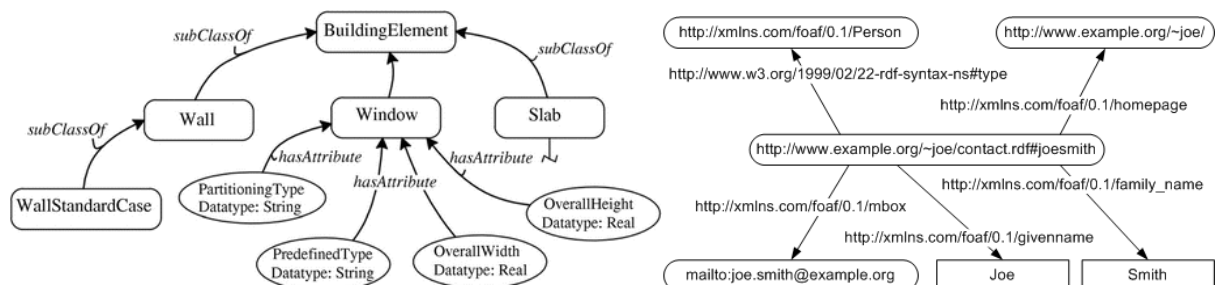 BuildingElement
subClassOf
subClassOf
Wall
Window
Slab
subClassOf
hasAttribute
hasAttribute
hasAttribute
WallStandardCase
PartitioningType
Datatype: String
OverallHeight
Datatype: Real
PredefinedType
Datatype: String
OverallWidth
Datatype: Real
http://xmlns.com/foaf/0.1/Person
http://www.example.org/~joe/
http://www.w3.org/1999/02/22-rdf-syntax-ns#type
http://xmlns.com/foaf/0.1/homepage
http://www.example.org/~joe/contact.rdf#joesmith
http://xmlns.com/foaf/0.1/family_name
http://xmlns.com/foaf/0.1/mbox
http://xmlns.com/foaf/0.1/givenname
mailto:joe.smith@example.org
Joe
Smith